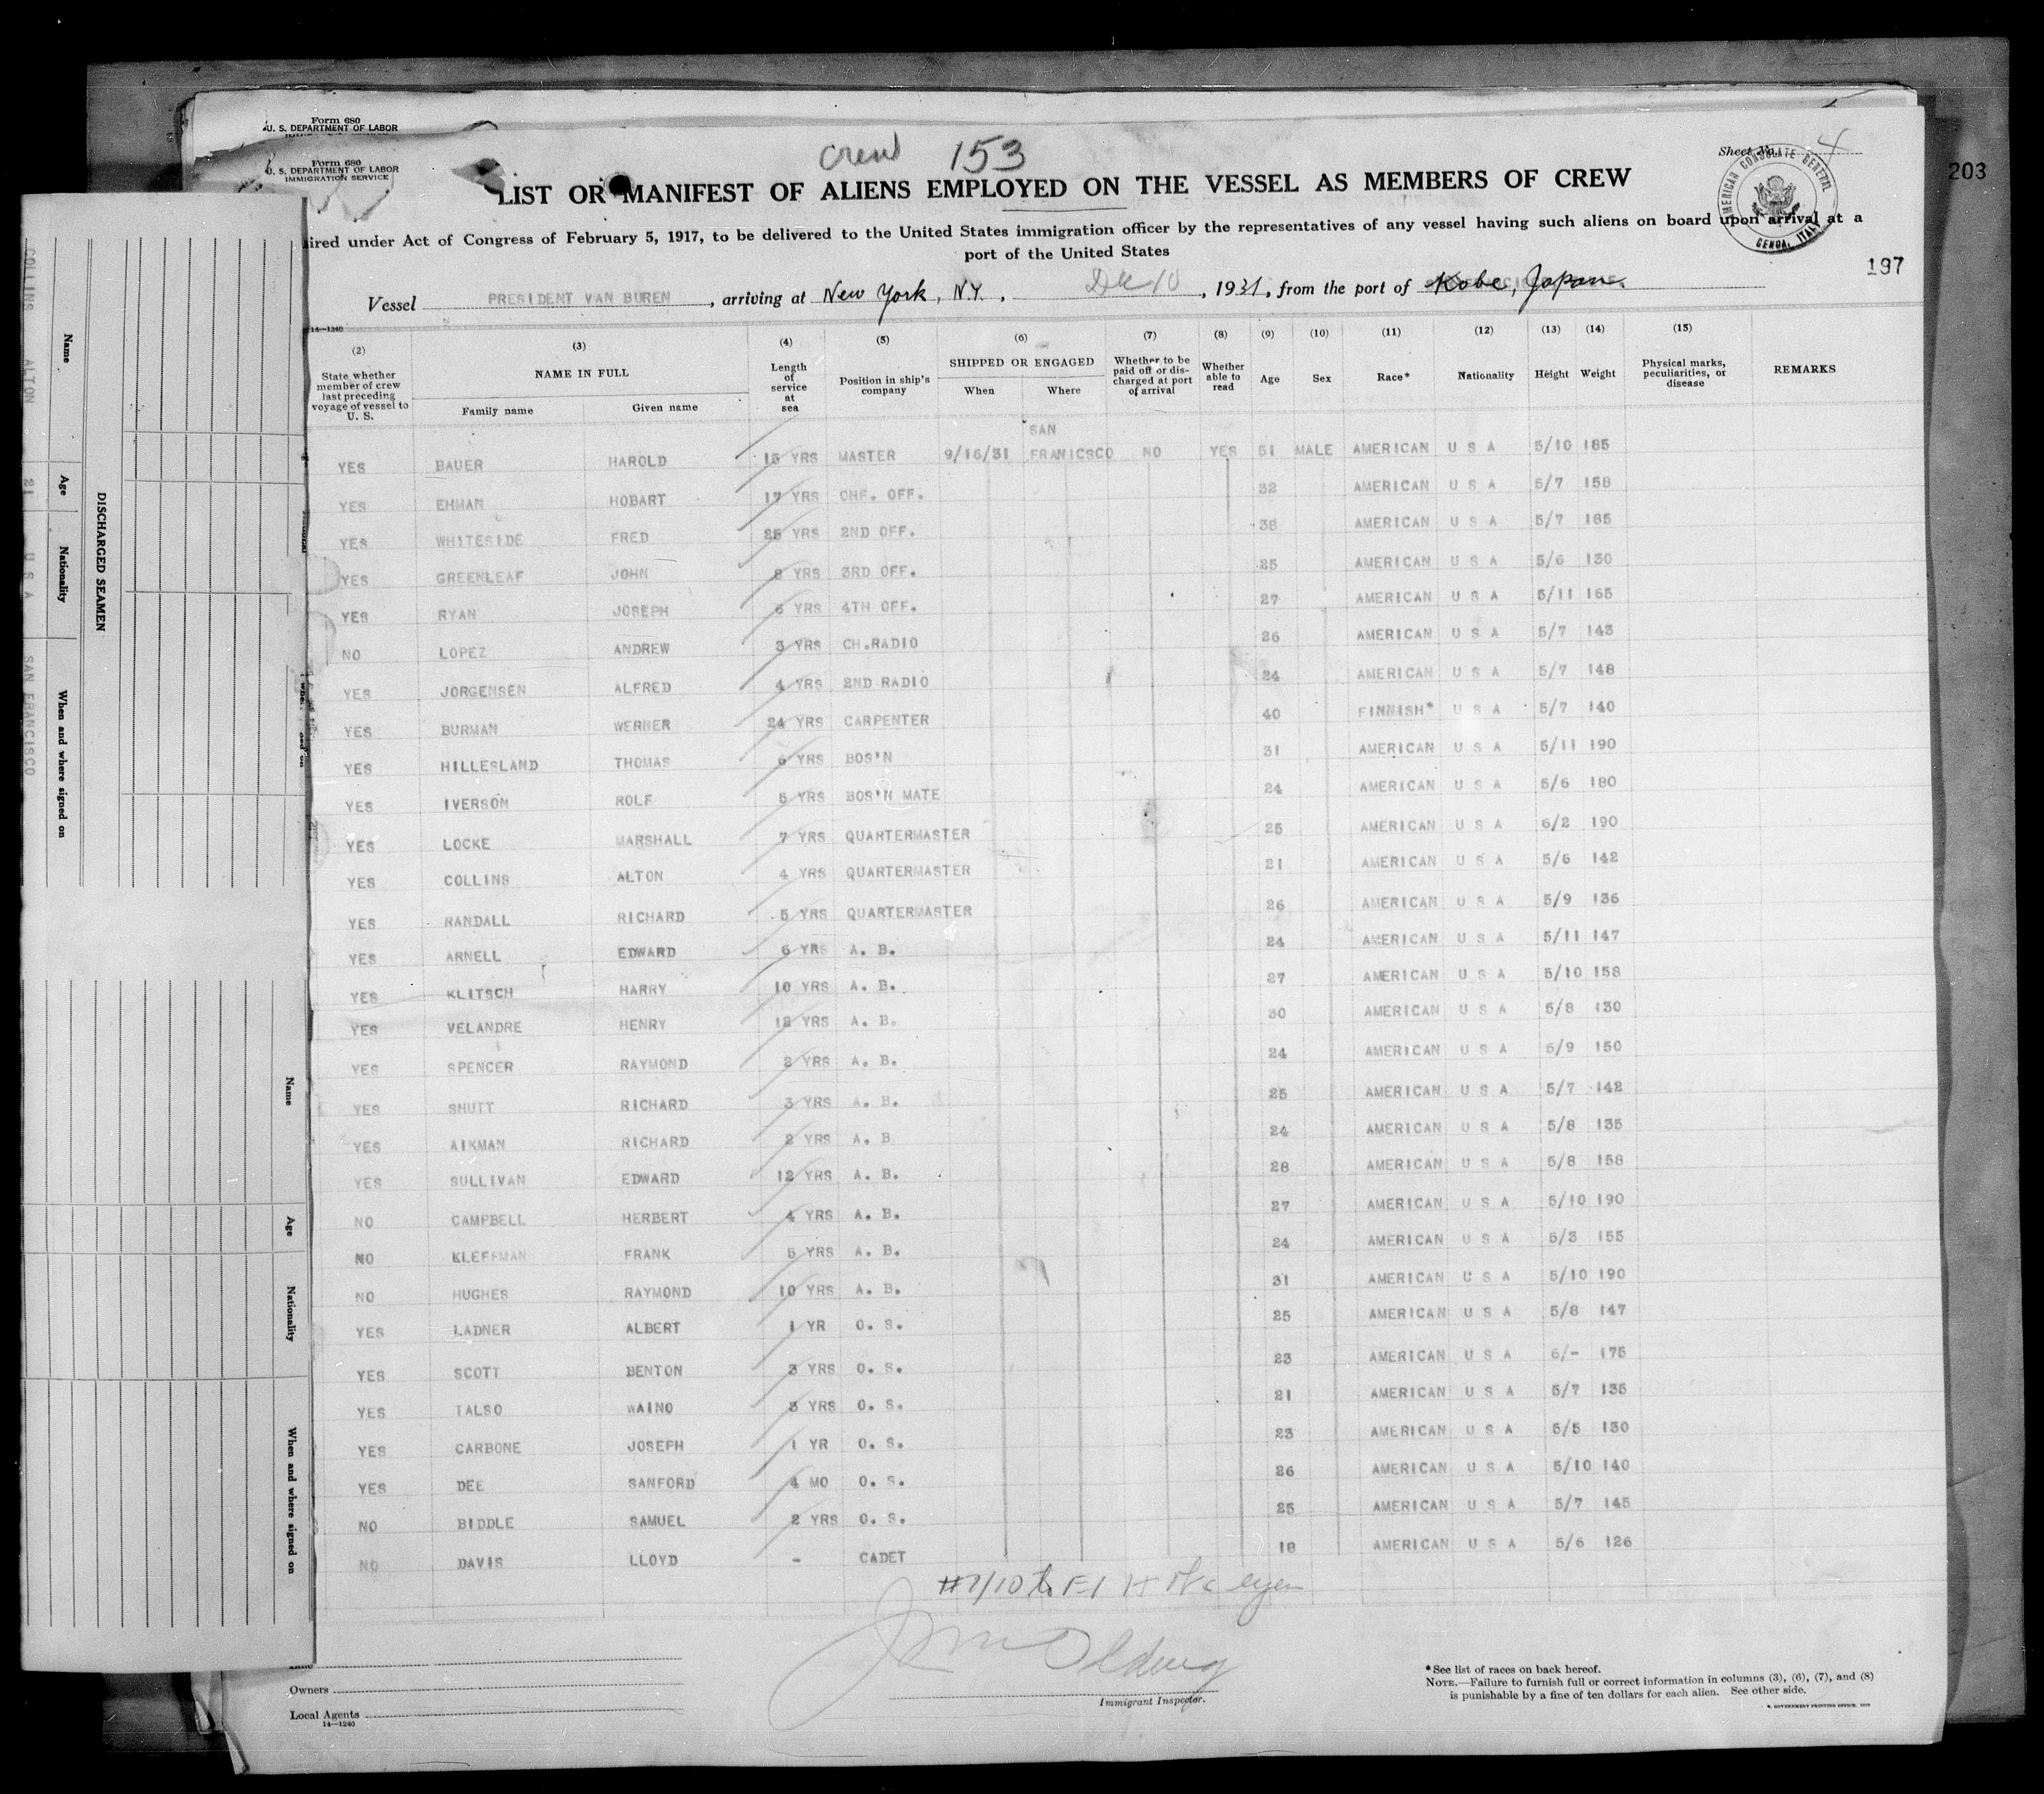 Form 680
U. S. DEPARTMENT OF LABOR
Form 680
U. S. DEPARTMENT OF LABOR
IMMIGRATION SERVICE
Crew 153
Sheet No. 4
AMERICAN CONSULATE GENERAL
GENOA, ITALY
203
LIST OR MANIFEST OF ALIENS EMPLOYED ON THE VESSEL AS MEMBERS OF CREW
ired under Act of Congress of February 5, 1917, to be delivered to the United States immigration officer by the representatives of any vessel having such aliens on board upon arrival at a
port of the United States
197
Vessel PRESIDENT VAN BUREN, arriving at New York, N.Y., Dec 10, 1931, from the port of Kobe, Japan.
14—1240
(2) (3) (4) (5) (6) (7) (8) (9) (10) (11) (12) (13) (14) (15)
State whether member of crew last preceding voyage of vessel to U. S.
NAME IN FULL
Family name Given name
Length of service at sea
Position in ship's company
SHIPPED OR ENGAGED
When Where
Whether to be paid off or discharged at port of arrival
Whether able to read
Age Sex Race* Nationality Height Weight
Physical marks, peculiarities, or disease
REMARKS
SAN
YES BAUER HAROLD 15 YRS MASTER 9/16/31 FRANICSCO NO YES 51 MALE AMERICAN U S A 5/10 185
YES EHMAN HOBART 17 YRS CHF. OFF. 32 AMERICAN U S A 5/7 158
YES WHITESIDE FRED 25 YRS 2ND OFF. 38 AMERICAN U S A 5/7 185
YES GREENLEAF JOHN 8 YRS 3RD OFF. 25 AMERICAN U S A 5/6 130
YES RYAN JOSEPH 6 YRS 4TH OFF. 27 AMERICAN U S A 5/11 165
NO LOPEZ ANDREW 3 YRS CH.RADIO 26 AMERICAN U S A 5/7 143
YES JORGENSEN ALFRED 4 YRS 2ND RADIO 24 AMERICAN U S A 5/7 148
YES BURMAN WERNER 24 YRS CARPENTER 40 FINNISH* U S A 5/7 140
YES HILLESLAND THOMAS 6 YRS BOS'N 31 AMERICAN U S A 5/11 190
YES IVERSON ROLF 5 YRS BOS'N MATE 24 AMERICAN U S A 5/6 180
YES LOCKE MARSHALL 7 YRS QUARTERMASTER 25 AMERICAN U S A 6/2 190
YES COLLINS ALTON 4 YRS QUARTERMASTER 21 AMERICAN U S A 5/6 142
YES RANDALL RICHARD 5 YRS QUARTERMASTER 26 AMERICAN U S A 5/9 136
YES ARNELL EDWARD 6 YRS A. B. 24 AMERICAN U S A 5/11 147
YES KLITSCH HARRY 10 YRS A. B. 27 AMERICAN U S A 5/10 158
YES VELANDRE HENRY 12 YRS A. B. 30 AMERICAN U S A 5/8 130
YES SPENCER RAYMOND 2 YRS A. B. 24 AMERICAN U S A 5/9 150
YES SHUTT RICHARD 3 YRS A. B. 25 AMERICAN U S A 5/7 142
YES AIKMAN RICHARD 2 YRS A. B 24 AMERICAN U S A 5/8 135
YES SULLIVAN EDWARD 12 YRS A. B. 28 AMERICAN U S A 5/8 158
NO CAMPBELL HERBERT 4 YRS A. B. 27 AMERICAN U S A 5/10 190
NO KLEFFMAN FRANK 5 YRS A. B. 24 AMERICAN U S A 5/3 155
NO HUGHES RAYMOND 10 YRS A. B. 31 AMERICAN U S A 5/10 190
YES LADNER ALBERT 1 YR O. S. 25 AMERICAN U S A 5/8 147
YES SCOTT BENTON 3 YRS O. S. 23 AMERICAN U S A 6/- 175
YES TALSO WAINO 3 YRS O. S. 21 AMERICAN U S A 5/7 135
YES CARBONE JOSEPH 1 YR O. S. 23 AMERICAN U S A 5/5 130
YES DEE SANFORD 4 MO O. S. 26 AMERICAN U S A 5/10 140
NO BIDDLE SAMUEL 2 YRS O. S. 25 AMERICAN U S A 5/7 145
NO DAVIS LLOYD - CADET 18 AMERICAN U S A 5/6 126
Immigrant Inspector.
Owners
Local Agents
14—1240
*See list of races on back hereof.
NOTE.—Failure to furnish full or correct information in columns (3), (6), (7), and (8)
is punishable by a fine of ten dollars for each alien. See other side.
DISCHARGED SEAMEN
Name Age Nationality When and where signed on
COLLINS ALTON 21 U S A SAN FRANCISCO
Name Age Nationality When and where signed on